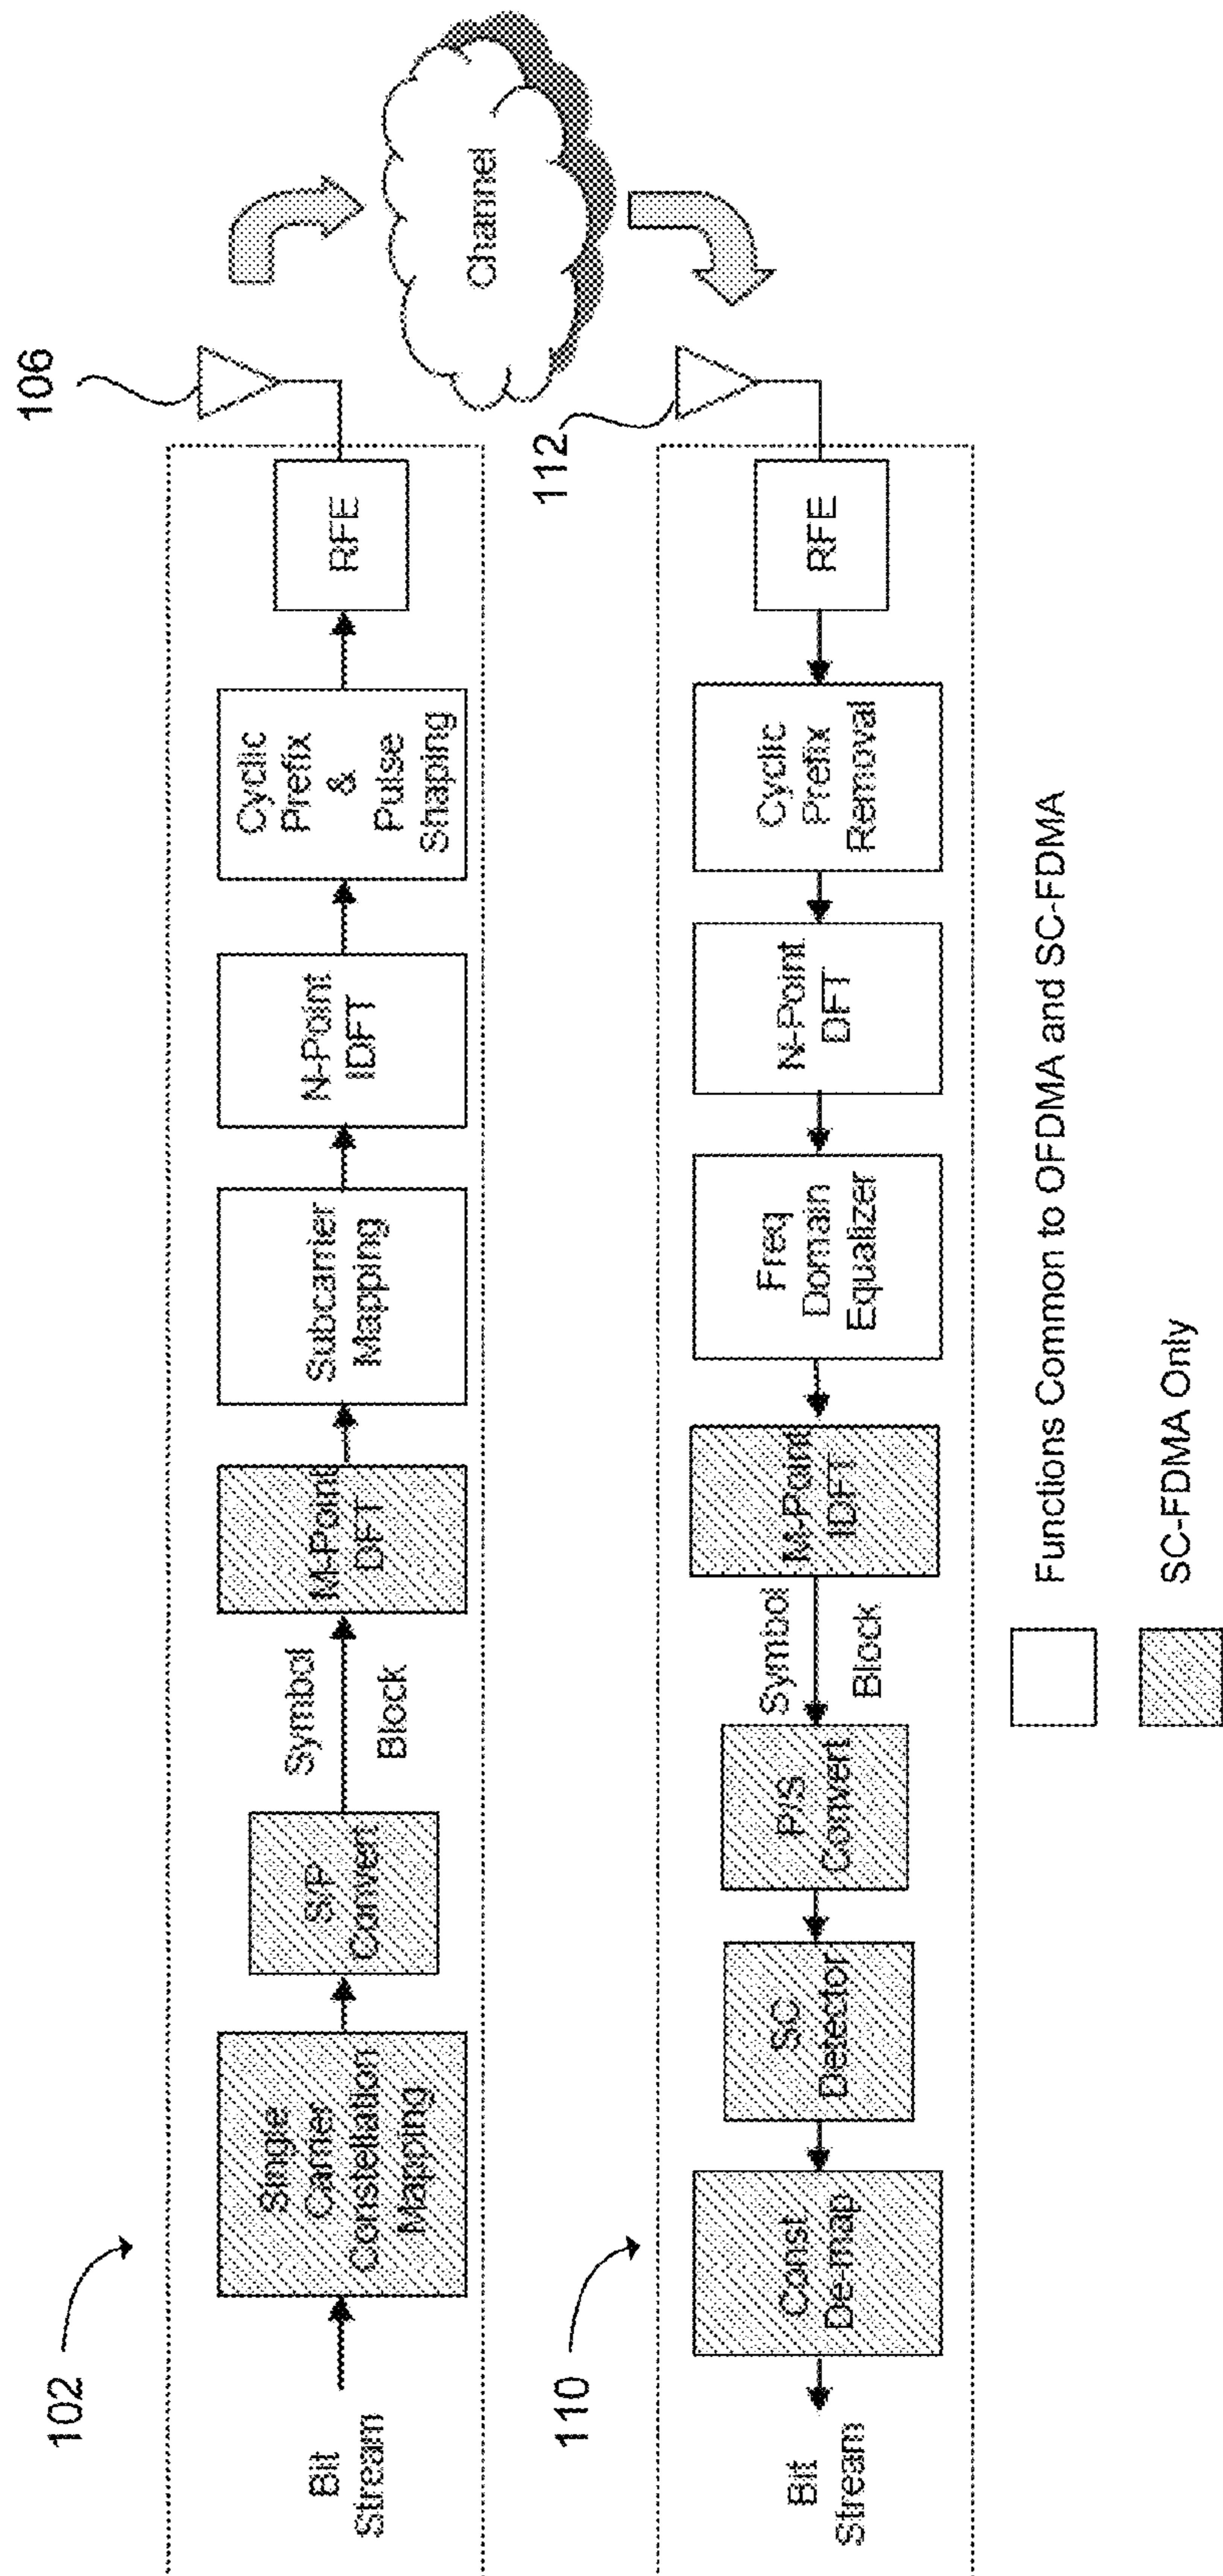 102
Bit
Stream
Single
Carrier
Constellation
Mapping
S/P
Convert
Symbol
Block
M-Point
DFT
Subcarrier
Mapping
N-Point
IDFT
Cyclic
Prefix
&
Pulse
Shaping
RFE
106
Channel
110
Bit
Stream
Const
De-map
SC
Detector
P/S
Convert
Symbol
Block
M-Point
IDFT
Freq
Domain
Equalizer
N-Point
DFT
Cyclic
Prefix
Removal
RFE
112
Functions Common to OFDMA and SC-FDMA
SC-FDMA Only